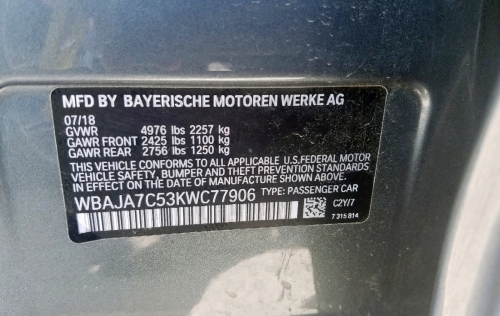 MFD BY BAYERISCHE MOTOREN WERKE AG
07/18
GVWR 4976 lbs 2257 kg
GAWR FRONT 2425 lbs 1100 kg
GAWR REAR 2756 lbs 1250 kg
THIS VEHICLE CONFORMS TO ALL APPLICABLE U.S.FEDERAL MOTOR
VEHICLE SAFETY, BUMPER AND THEFT PREVENTION STANDARDS
IN EFFECT ON THE DATE OF MANUFACTURE SHOWN ABOVE.
WBAJA7C53KWC77906 TYPE: PASSENGER CAR
C2Y/7
7 315 814